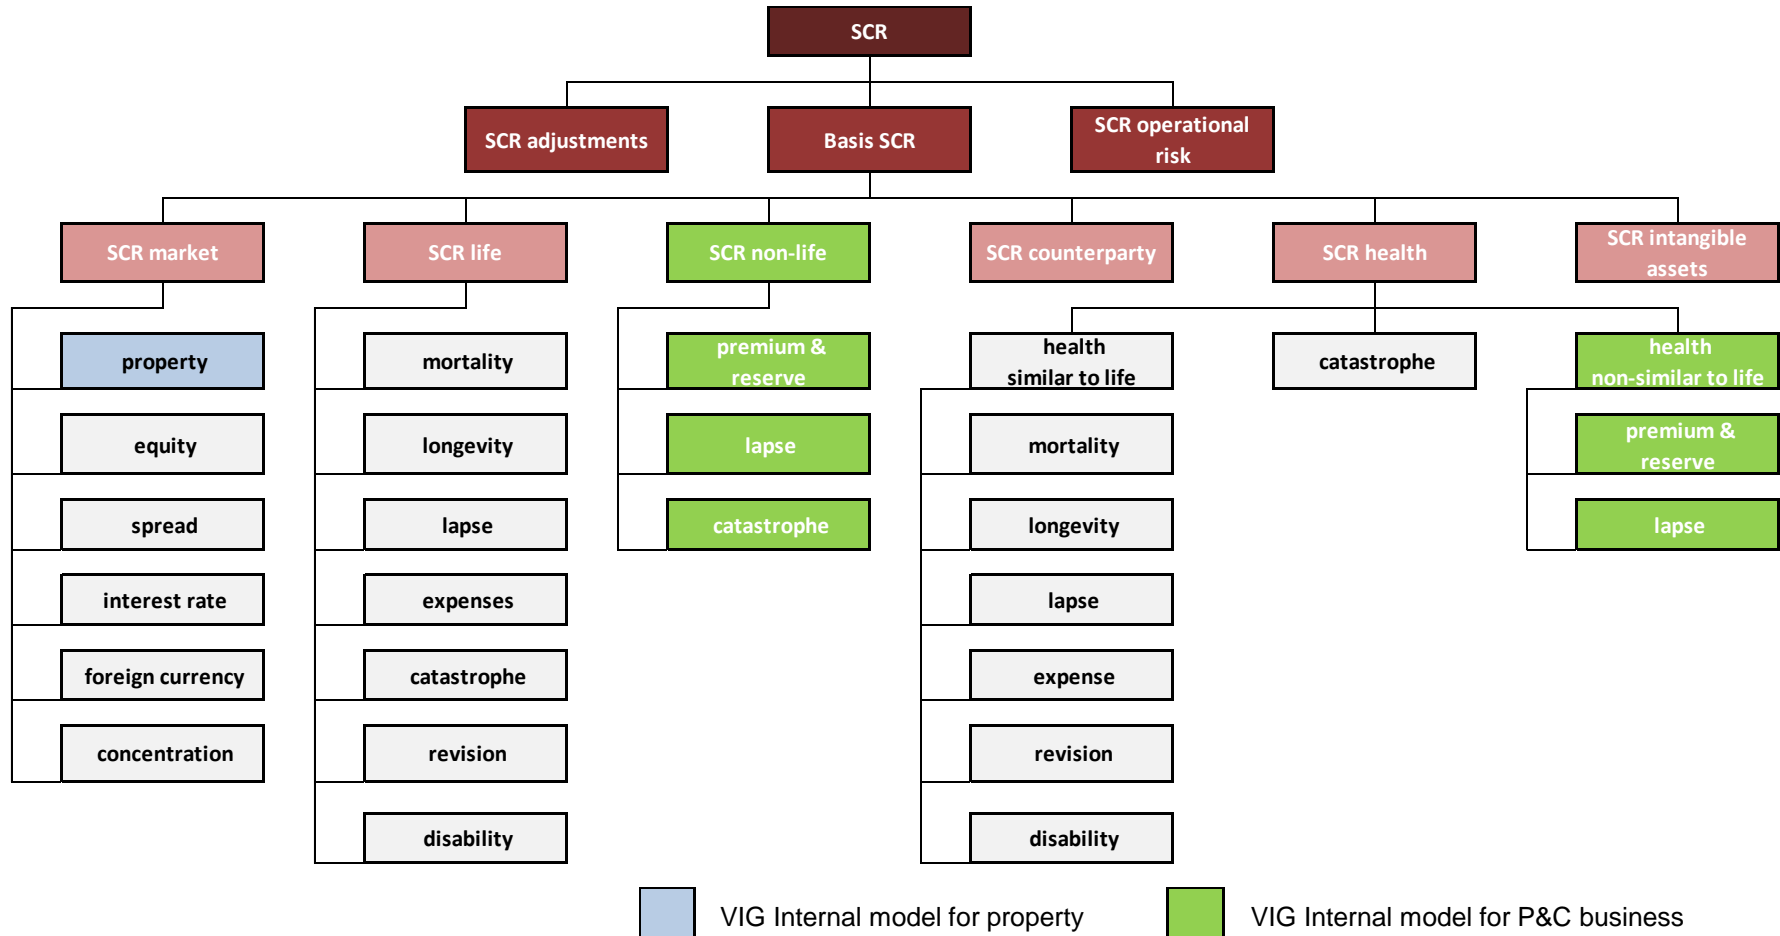 SCR
SCR adjustments
Basis SCR
SCR operational
risk
SCR market
SCR life
SCR non-life
SCR counterparty
SCR health
SCR intangible
assets
property
equity
spread
interest rate
foreign currency
concentration
mortality
longevity
lapse
expenses
catastrophe
revision
disability
premium &
reserve
lapse
catastrophe
health
similar to life
mortality
longevity
lapse
expense
revision
disability
catastrophe
health
non-similar to life
premium &
reserve
lapse
VIG Internal model for property
VIG Internal model for P&C business